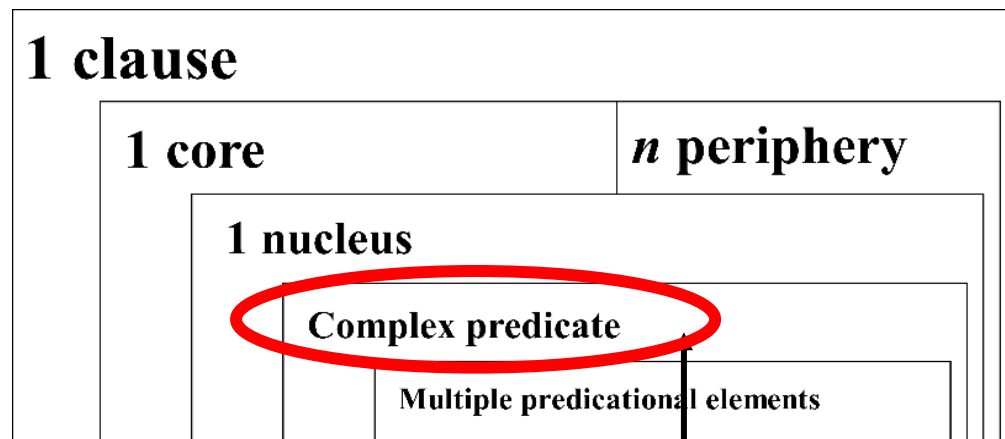 1 clause
1 core
n periphery
1 nucleus
Complex predicate
Multiple predicational elements